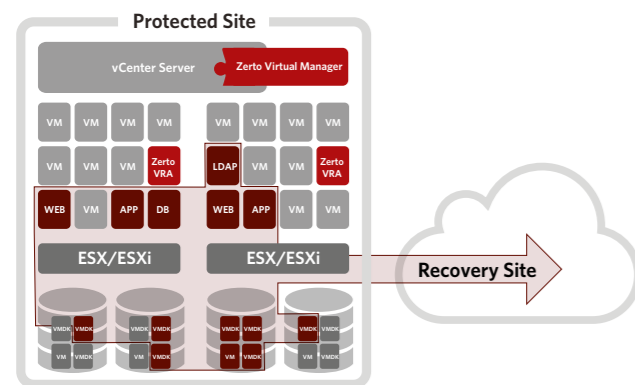 Protected Site
vCenter Server
Zerto Virtual Manager
VM VM VM VM VM VM VM VM
VM VM VM Zerto VRA LDAP VM VM Zerto VRA
WEB VM APP DB WEB APP VM VM
ESX/ESXi ESX/ESXi
Recovery Site
VMDK VMDK VMDK VMDK VMDK VMDK VMDK VMDK
VM VMDK VM VMDK VMDK VMDK VM VMDK